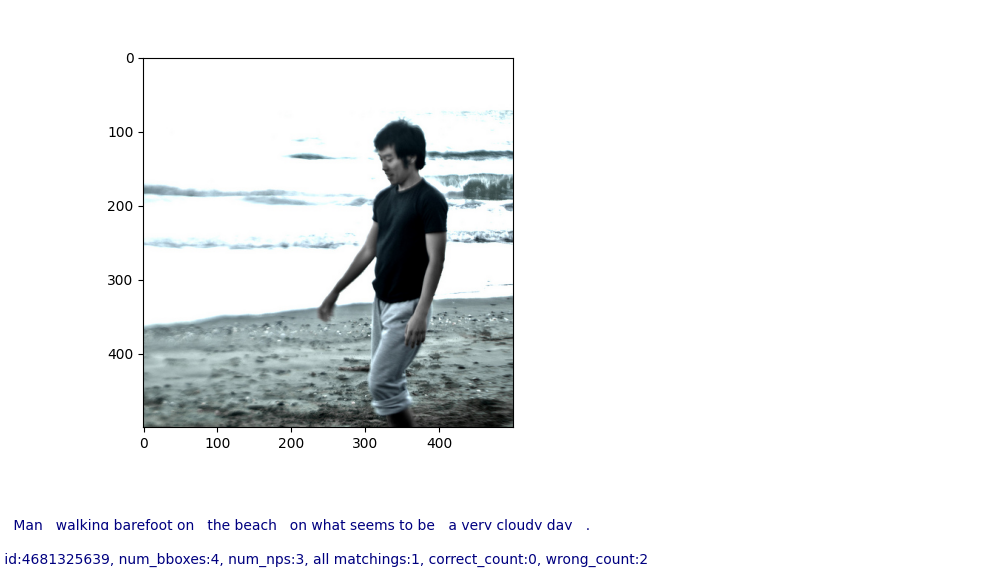 0
100
200
300
400
0 100 200 300 400
Man walking barefoot on the beach on what seems to be a very cloudy day .
id:4681325639, num_bboxes:4, num_nps:3, all matchings:1, correct_count:0, wrong_count:2